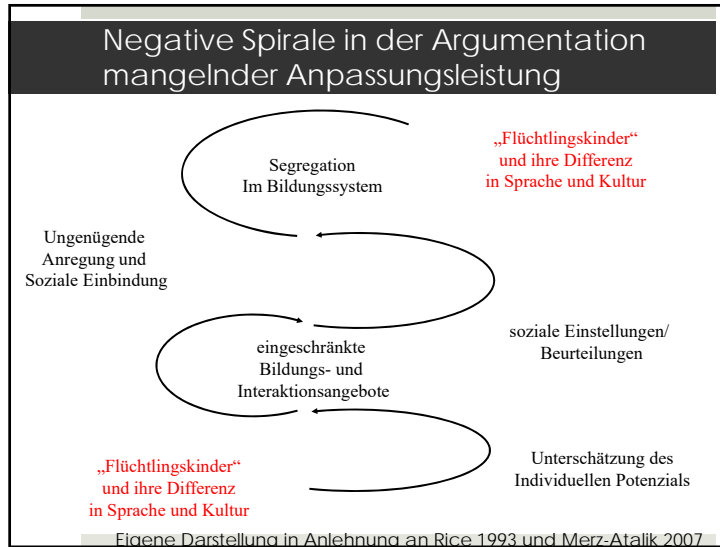 Negative Spirale in der Argumentation
mangelnder Anpassungsleistung
„Flüchtlingskinder“
und ihre Differenz
in Sprache und Kultur
Segregation
Im Bildungssystem
Ungenügende
Anregung und
Soziale Einbindung
soziale Einstellungen/
Beurteilungen
eingeschränkte
Bildungs- und
Interaktionsangebote
Unterschätzung des
Individuellen Potenzials
„Flüchtlingskinder“
und ihre Differenz
in Sprache und Kultur
Eigene Darstellung in Anlehnung an Rice 1993 und Merz-Atalik 2007